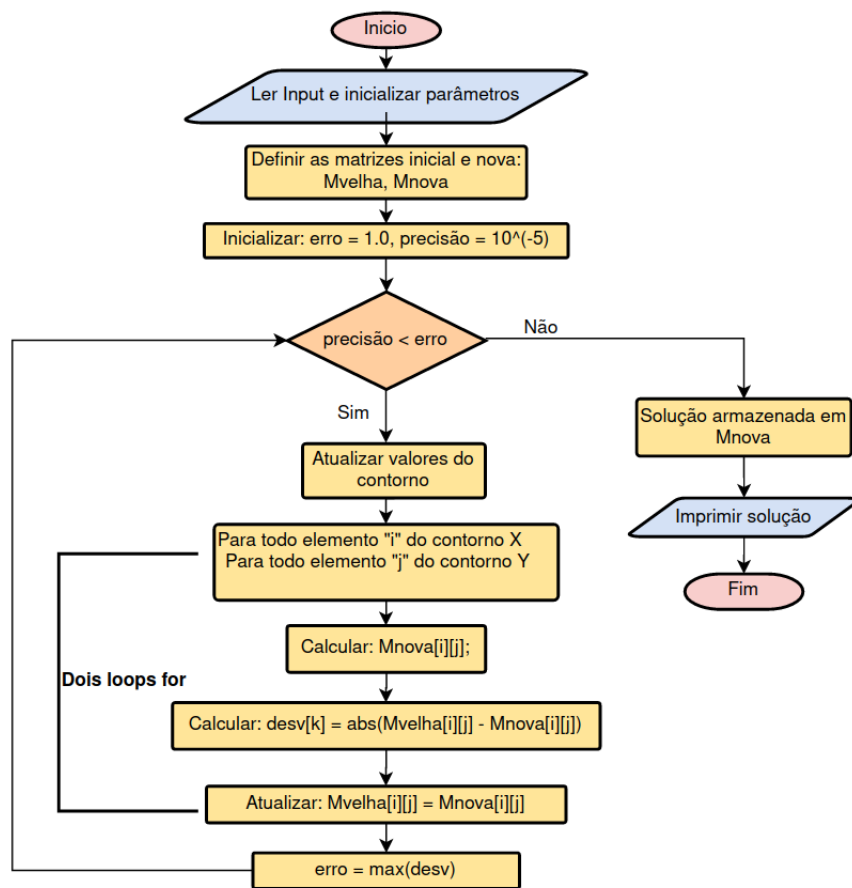 Inicio
Ler Input e inicializar parâmetros
Definir as matrizes inicial e nova:
Mvelha, Mnova
Inicializar: erro = 1.0, precisão = 10^(-5)
precisão < erro
Não
Sim
Solução armazenada em
Mnova
Atualizar valores do
contorno
Imprimir solução
Para todo elemento "i" do contorno X
Para todo elemento "j" do contorno Y
Fim
Calcular: Mnova[i][j];
Dois loops for
Calcular: desv[k] = abs(Mvelha[i][j] - Mnova[i][j])
Atualizar: Mvelha[i][j] = Mnova[i][j]
erro = max(desv)